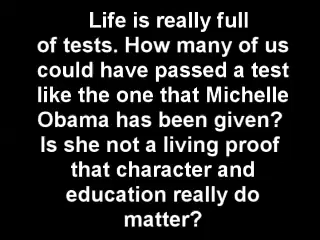 Life is really full
of tests. How many of us
could have passed a test
like the one that Michelle
Obama has been given?
Is she not a living proof
that character and
education really do
matter?